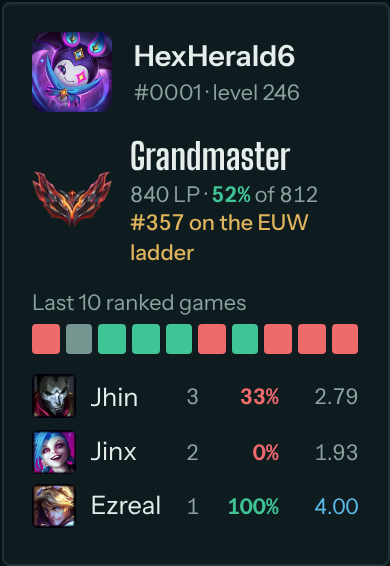 HexHerald6
#0001 · level 246
Grandmaster
840 LP · 52% of 812
#357 on the EUW
ladder
Last 10 ranked games
Jhin 3 33% 2.79
Jinx 2 0% 1.93
Ezreal 1 100% 4.00